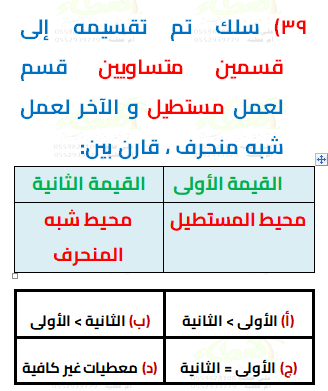 ٣٩) سلك تم تقسيمه إلى
قسمين متساويين قسم
لعمل مستطيل و الآخر لعمل
شبه منحرف ، قارن بين:
القيمة الأولى القيمة الثانية
محيط المستطيل محيط شبه
المنحرف
(أ) الأولى > الثانية (ب) الثانية > الأولى
(ج) الأولى = الثانية (د) معطيات غير كافية